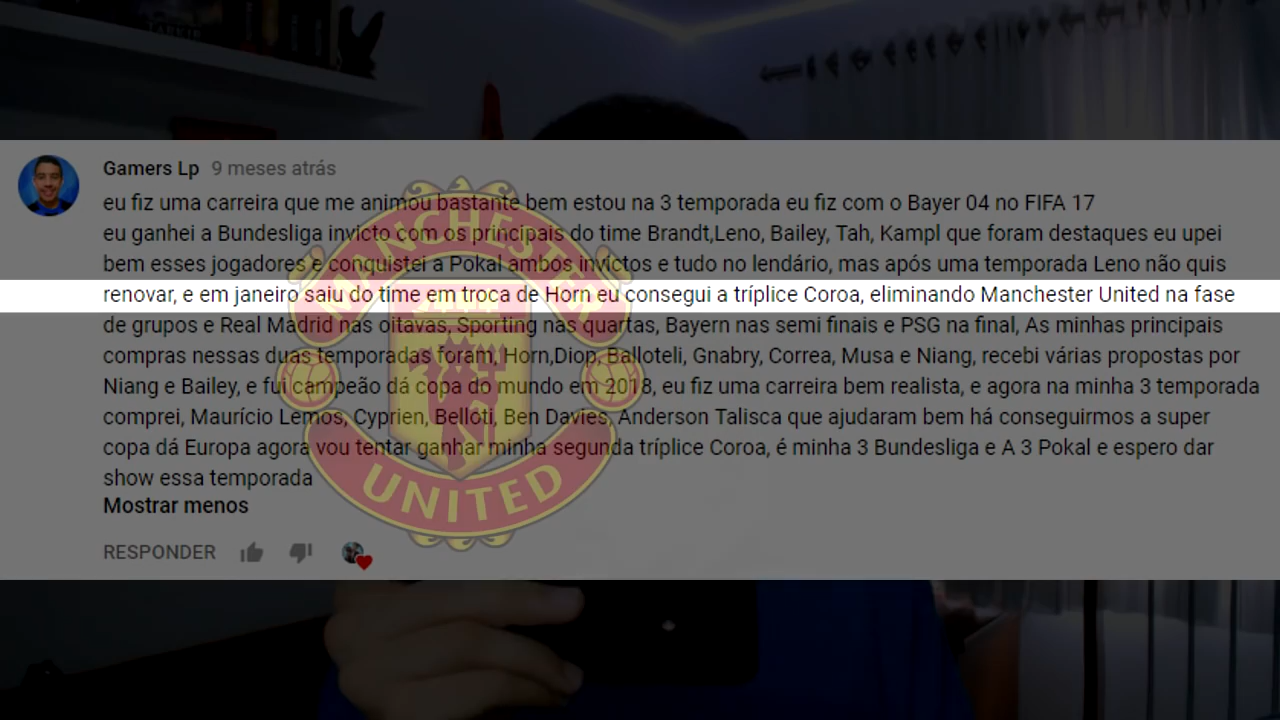 Gamers Lp 9 meses atrás
eu fiz uma carreira que me animou bastante bem estou na 3 temporada eu fiz com o Bayer 04 no FIFA 17
eu ganhei a Bundesliga invicto com os principais do time Brandt,Leno, Bailey, Tah, Kampl que foram destaques eu upei
bem esses jogadores e conquistei a Pokal ambos invictos e tudo no lendário, mas após uma temporada Leno não quis
renovar, e em janeiro saiu do time em troca de Horn eu consegui a tríplice Coroa, eliminando Manchester United na fase
de grupos e Real Madrid nas oitavas, Sporting nas quartas, Bayern nas semi finais e PSG na final, As minhas principais
compras nessas duas temporadas foram, Horn,Diop, Balloteli, Gnabry, Correa, Musa e Niang, recebi várias propostas por
Niang e Bailey, e fui campeão dá copa do mundo em 2018, eu fiz uma carreira bem realista, e agora na minha 3 temporada
comprei, Maurício Lemos, Cyprien, Bellôti, Ben Davies, Anderson Talisca que ajudaram bem há conseguirmos a super
copa dá Europa agora vou tentar ganhar minha segunda tríplice Coroa, é minha 3 Bundesliga e A 3 Pokal e espero dar
show essa temporada
Mostrar menos
RESPONDER
MANCHESTER
UNITED